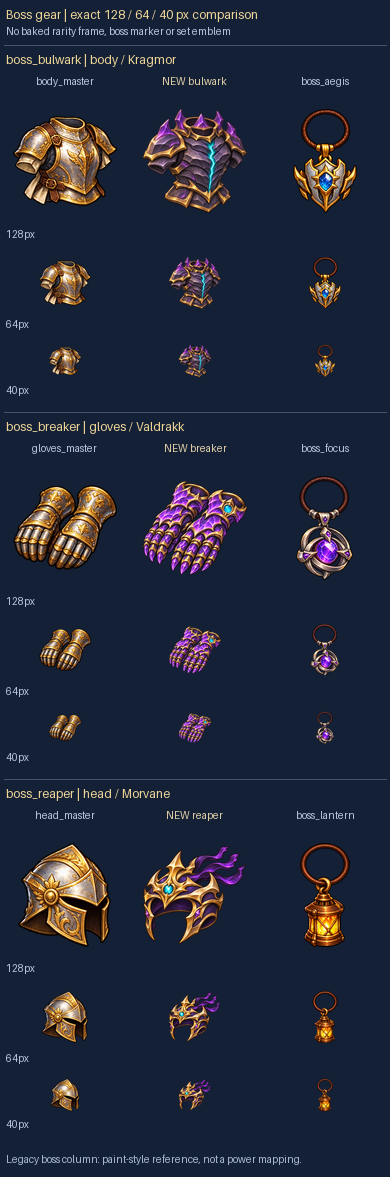 Boss gear | exact 128 / 64 / 40 px comparison
No baked rarity frame, boss marker or set emblem
boss_bulwark | body / Kragmor
body_master NEW bulwark boss_aegis
128px
64px
40px
boss_breaker | gloves / Valdrakk
gloves_master NEW breaker boss_focus
128px
64px
40px
boss_reaper | head / Morvane
head_master NEW reaper boss_lantern
128px
64px
40px
Legacy boss column: paint-style reference, not a power mapping.